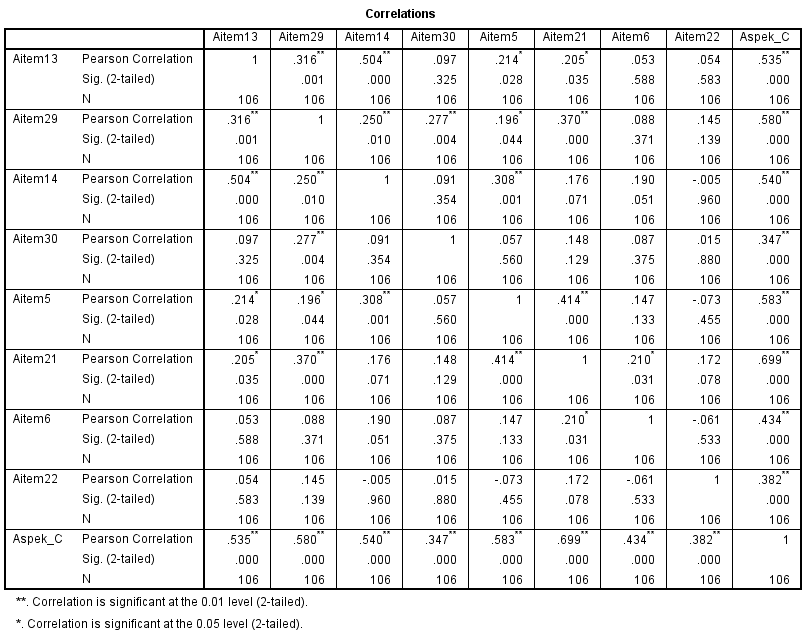 Correlations
Aitem13 Aitem29 Aitem14 Aitem30 Aitem5 Aitem21 Aitem6 Aitem22 Aspek_C
Aitem13 Pearson Correlation 1 .316** .504** .097 .214* .205* .053 .054 .535**
Sig. (2-tailed) .001 .000 .325 .028 .035 .588 .583 .000
N 106 106 106 106 106 106 106 106 106
Aitem29 Pearson Correlation .316** 1 .250** .277** .196* .370** .088 .145 .580**
Sig. (2-tailed) .001 .010 .004 .044 .000 .371 .139 .000
N 106 106 106 106 106 106 106 106 106
Aitem14 Pearson Correlation .504** .250** 1 .091 .308** .176 .190 -.005 .540**
Sig. (2-tailed) .000 .010 .354 .001 .071 .051 .960 .000
N 106 106 106 106 106 106 106 106 106
Aitem30 Pearson Correlation .097 .277** .091 1 .057 .148 .087 .015 .347**
Sig. (2-tailed) .325 .004 .354 .560 .129 .375 .880 .000
N 106 106 106 106 106 106 106 106 106
Aitem5 Pearson Correlation .214* .196* .308** .057 1 .414** .147 -.073 .583**
Sig. (2-tailed) .028 .044 .001 .560 .000 .133 .455 .000
N 106 106 106 106 106 106 106 106 106
Aitem21 Pearson Correlation .205* .370** .176 .148 .414** 1 .210* .172 .699**
Sig. (2-tailed) .035 .000 .071 .129 .000 .031 .078 .000
N 106 106 106 106 106 106 106 106 106
Aitem6 Pearson Correlation .053 .088 .190 .087 .147 .210* 1 -.061 .434**
Sig. (2-tailed) .588 .371 .051 .375 .133 .031 .533 .000
N 106 106 106 106 106 106 106 106 106
Aitem22 Pearson Correlation .054 .145 -.005 .015 -.073 .172 -.061 1 .382**
Sig. (2-tailed) .583 .139 .960 .880 .455 .078 .533 .000
N 106 106 106 106 106 106 106 106 106
Aspek_C Pearson Correlation .535** .580** .540** .347** .583** .699** .434** .382** 1
Sig. (2-tailed) .000 .000 .000 .000 .000 .000 .000 .000
N 106 106 106 106 106 106 106 106 106
**. Correlation is significant at the 0.01 level (2-tailed).
*. Correlation is significant at the 0.05 level (2-tailed).